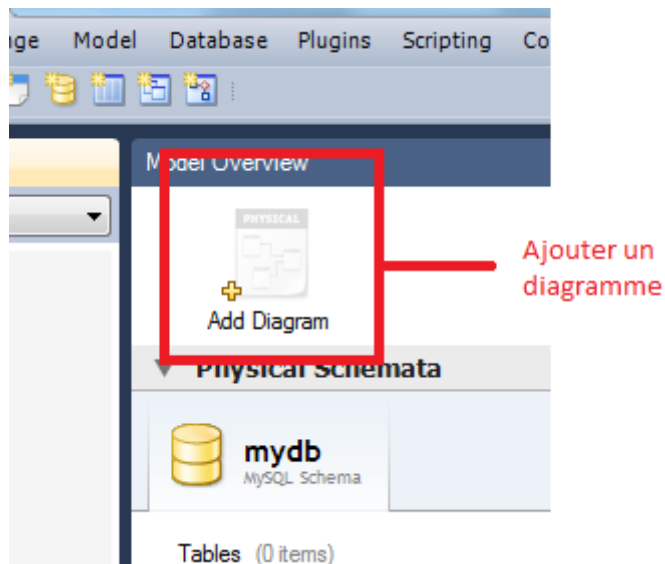 ge Model Database Plugins Scripting Co
Model Overview
PHYSICAL
Add Diagram
Ajouter un
diagramme
Physical Schemata
mydb
MySQL Schema
Tables (0 items)